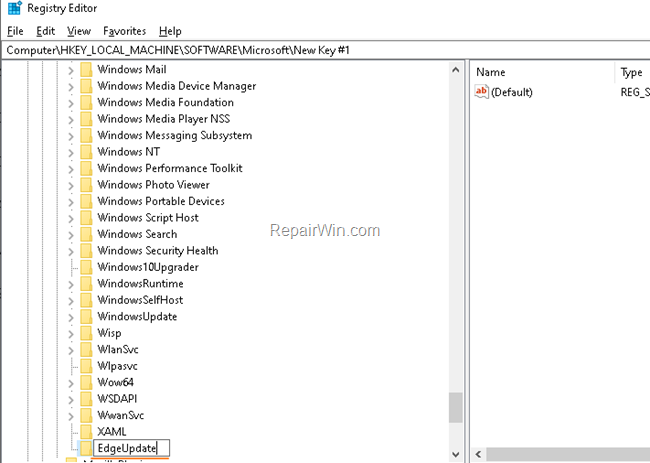 Registry Editor
File Edit View Favorites Help
Computer\HKEY_LOCAL_MACHINE\SOFTWARE\Microsoft\New Key #1
Name Type
Windows Mail
(Default) REG_S
Windows Media Device Manager
Windows Media Foundation
Windows Media Player NSS
Windows Messaging Subsystem
Windows NT
Windows Performance Toolkit
Windows Photo Viewer
Windows Portable Devices
Windows Script Host
Windows Search
RepairWin.com
Windows Security Health
Windows10Upgrader
WindowsRuntime
WindowsSelfHost
WindowsUpdate
Wisp
WlanSvc
Wlpasvc
Wow64
WSDAPI
WwanSvc
XAML
EdgeUpdate